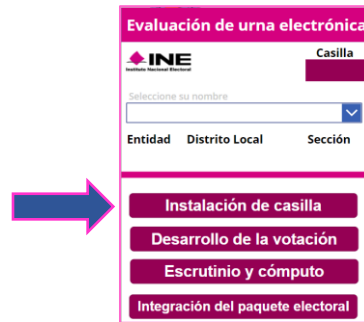 Evaluación de urna electrónica
INE
Instituto Nacional Electoral
Casilla
Seleccione su nombre
Entidad Distrito Local Sección
Instalación de casilla
Desarrollo de la votación
Escrutinio y cómputo
Integración del paquete electoral